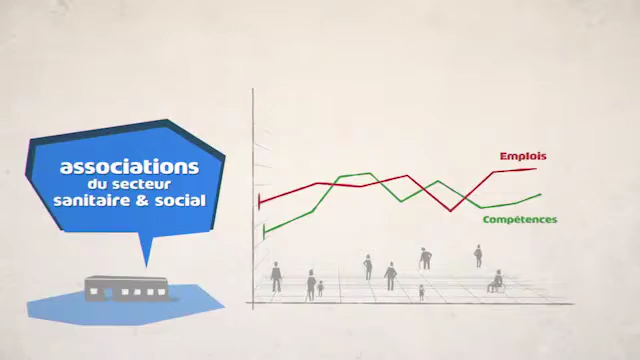 associations
du secteur
sanitaire & social
Emplois
Compétences